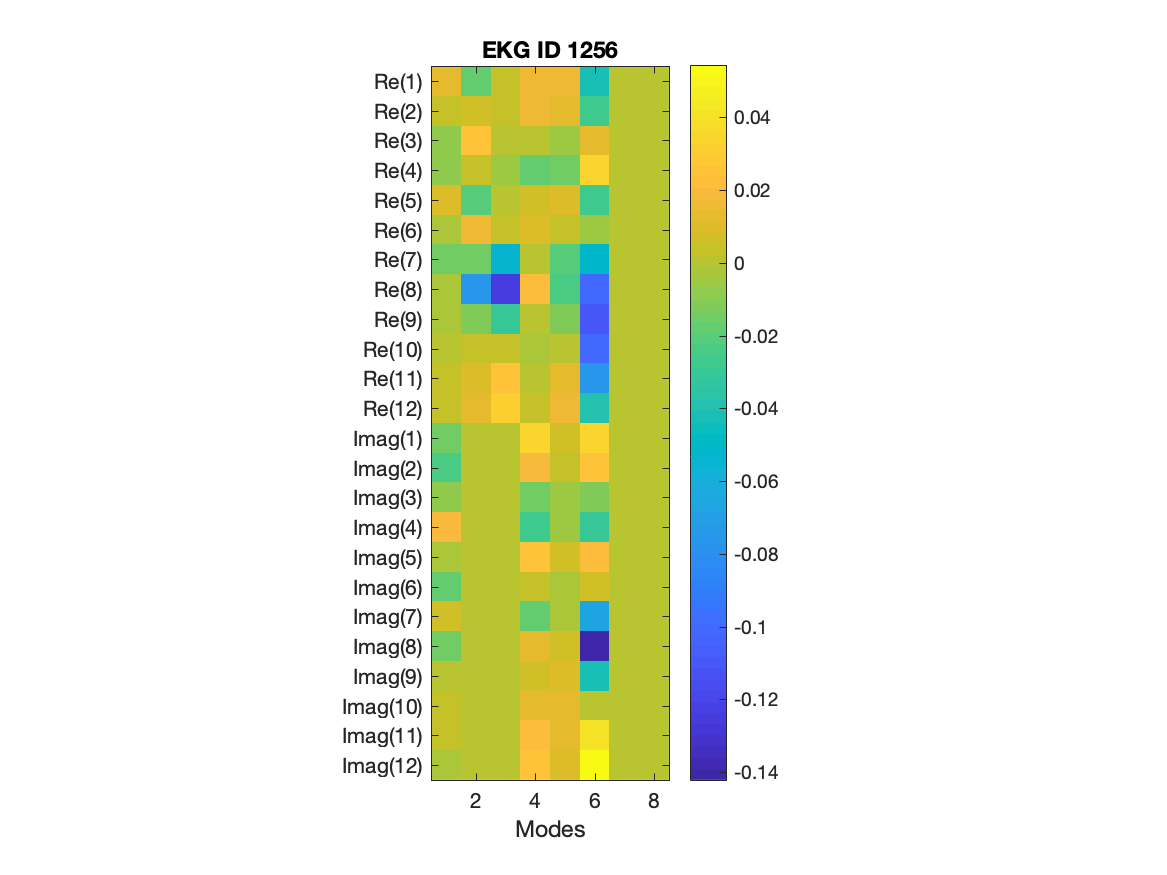 EKG ID 1256
Re(1)
Re(2)
Re(3)
Re(4)
Re(5)
Re(6)
Re(7)
Re(8)
Re(9)
Re(10)
Re(11)
Re(12)
Imag(1)
Imag(2)
Imag(3)
Imag(4)
Imag(5)
Imag(6)
Imag(7)
Imag(8)
Imag(9)
Imag(10)
Imag(11)
Imag(12)
2 4 6 8
Modes
0.04
0.02
0
-0.02
-0.04
-0.06
-0.08
-0.1
-0.12
-0.14